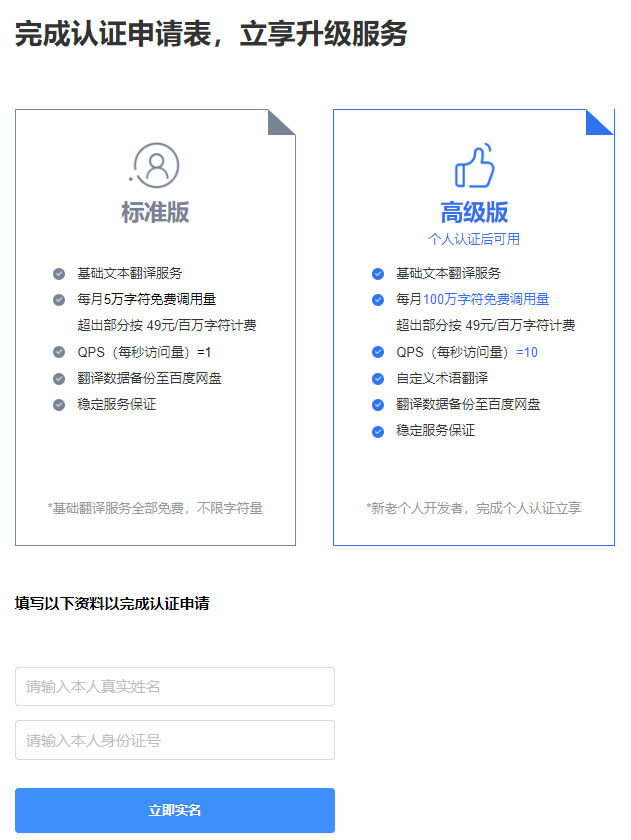 完成认证申请表，立享升级服务
标准版
基础文本翻译服务
每月5万字符免费调用量
超出部分按 49元/百万字符计费
QPS（每秒访问量）=1
翻译数据备份至百度网盘
稳定服务保证
*基础翻译服务全部免费，不限字符量
高级版
个人认证后可用
基础文本翻译服务
每月100万字符免费调用量
超出部分按 49元/百万字符计费
QPS（每秒访问量）=10
自定义术语翻译
翻译数据备份至百度网盘
稳定服务保证
*新老个人开发者，完成个人认证立享
填写以下资料以完成认证申请
请输入本人真实姓名
请输入本人身份证号
立即实名